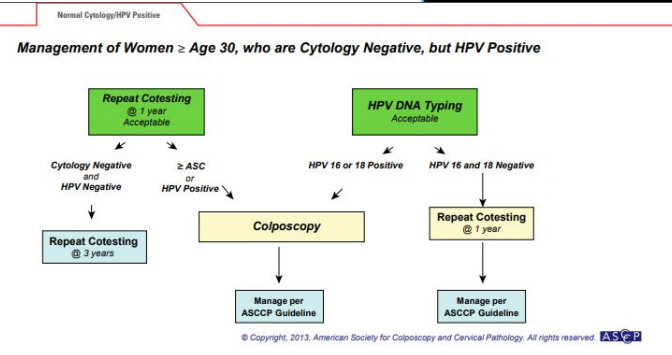 Normal Cytology/HPV Positive
Management of Women ≥ Age 30, who are Cytology Negative, but HPV Positive
Repeat Cotesting
@ 1 year
Acceptable
HPV DNA Typing
Acceptable
Cytology Negative
and
HPV Negative
≥ ASC
or
HPV Positive
HPV 16 or 18 Positive
HPV 16 and 18 Negative
Repeat Cotesting
@ 3 years
Colposcopy
Repeat Cotesting
@ 1 year
Manage per
ASCCP Guideline
Manage per
ASCCP Guideline
© Copyright, 2013, American Society for Colposcopy and Cervical Pathology. All rights reserved.
ASCCP